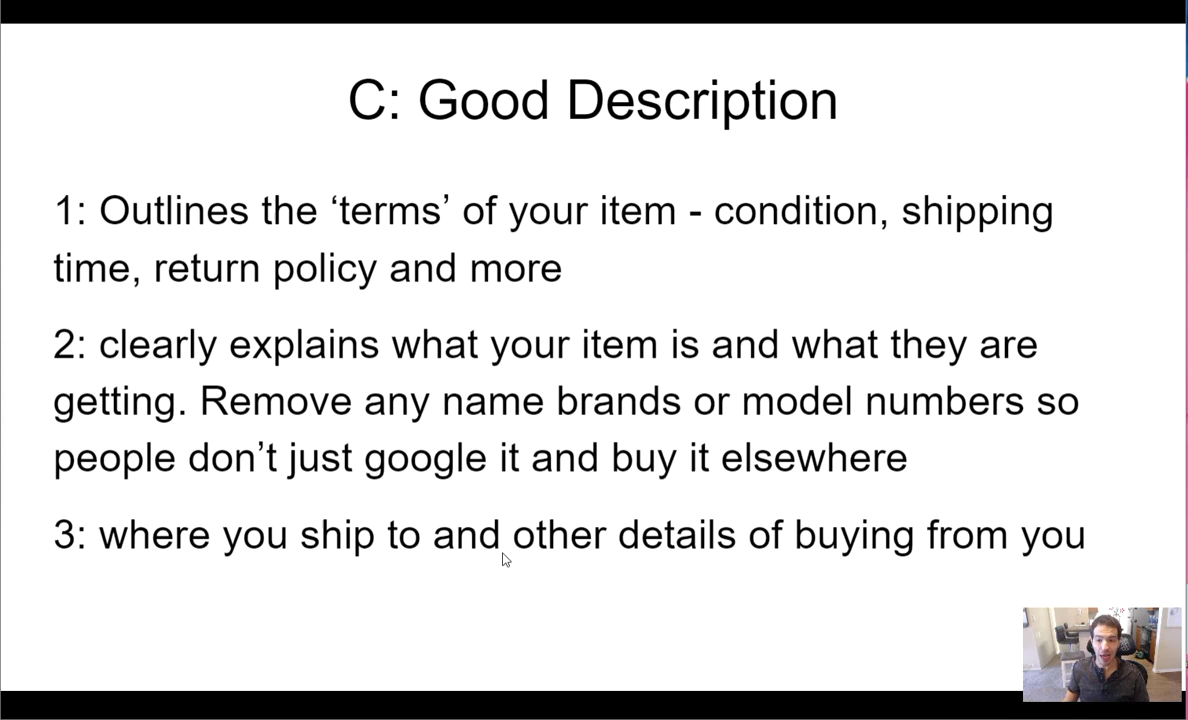 C: Good Description
1: Outlines the ‘terms’ of your item - condition, shipping
time, return policy and more
2: clearly explains what your item is and what they are
getting. Remove any name brands or model numbers so
people don’t just google it and buy it elsewhere
3: where you ship to and other details of buying from you